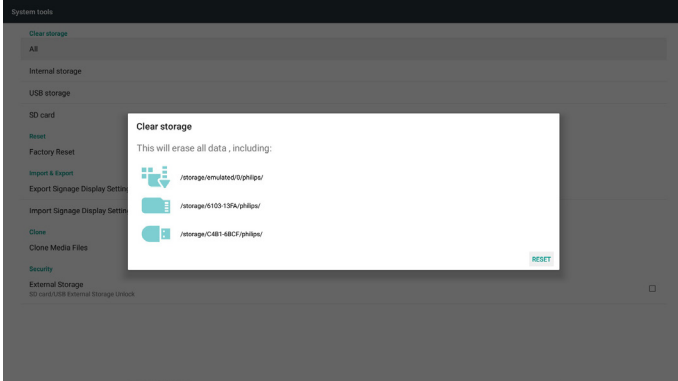 System tools
Clear storage
All
Internal storage
USB storage
SD card
Reset
Factory Reset
Import & Export
Export Signage Display Settin
Import Signage Display Settin
Clone
Clone Media Files
Security
External Storage
SD card/USB External Storage Unlock
Clear storage
This will erase all data , including:
/storage/emulated/0/philips/
/storage/6103-13FA/philips/
/storage/C4B1-6BCF/philips/
RESET